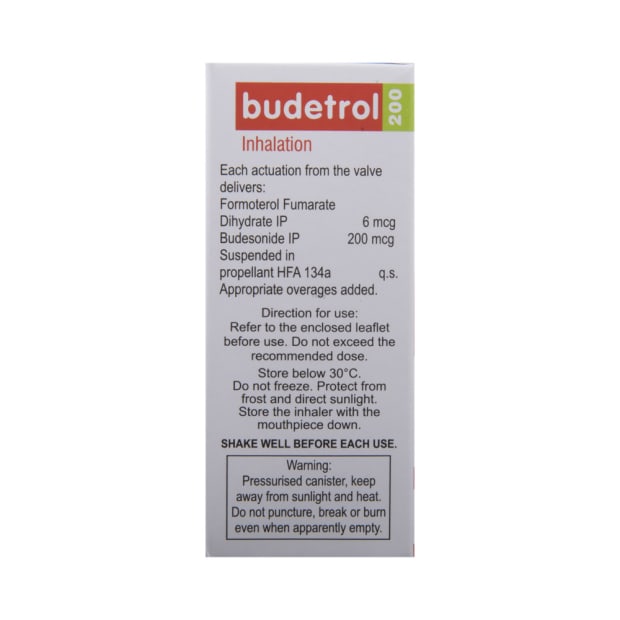 budetrol 200
Inhalation
Each actuation from the valve
delivers:
Formoterol Fumarate
Dihydrate IP 6 mcg
Budesonide IP 200 mcg
Suspended in
propellant HFA 134a q.s.
Appropriate overages added.
Direction for use:
Refer to the enclosed leaflet
before use. Do not exceed the
recommended dose.
Store below 30°C.
Do not freeze. Protect from
frost and direct sunlight.
Store the inhaler with the
mouthpiece down.
SHAKE WELL BEFORE EACH USE.
Warning:
Pressurised canister, keep
away from sunlight and heat.
Do not puncture, break or burn
even when apparently empty.